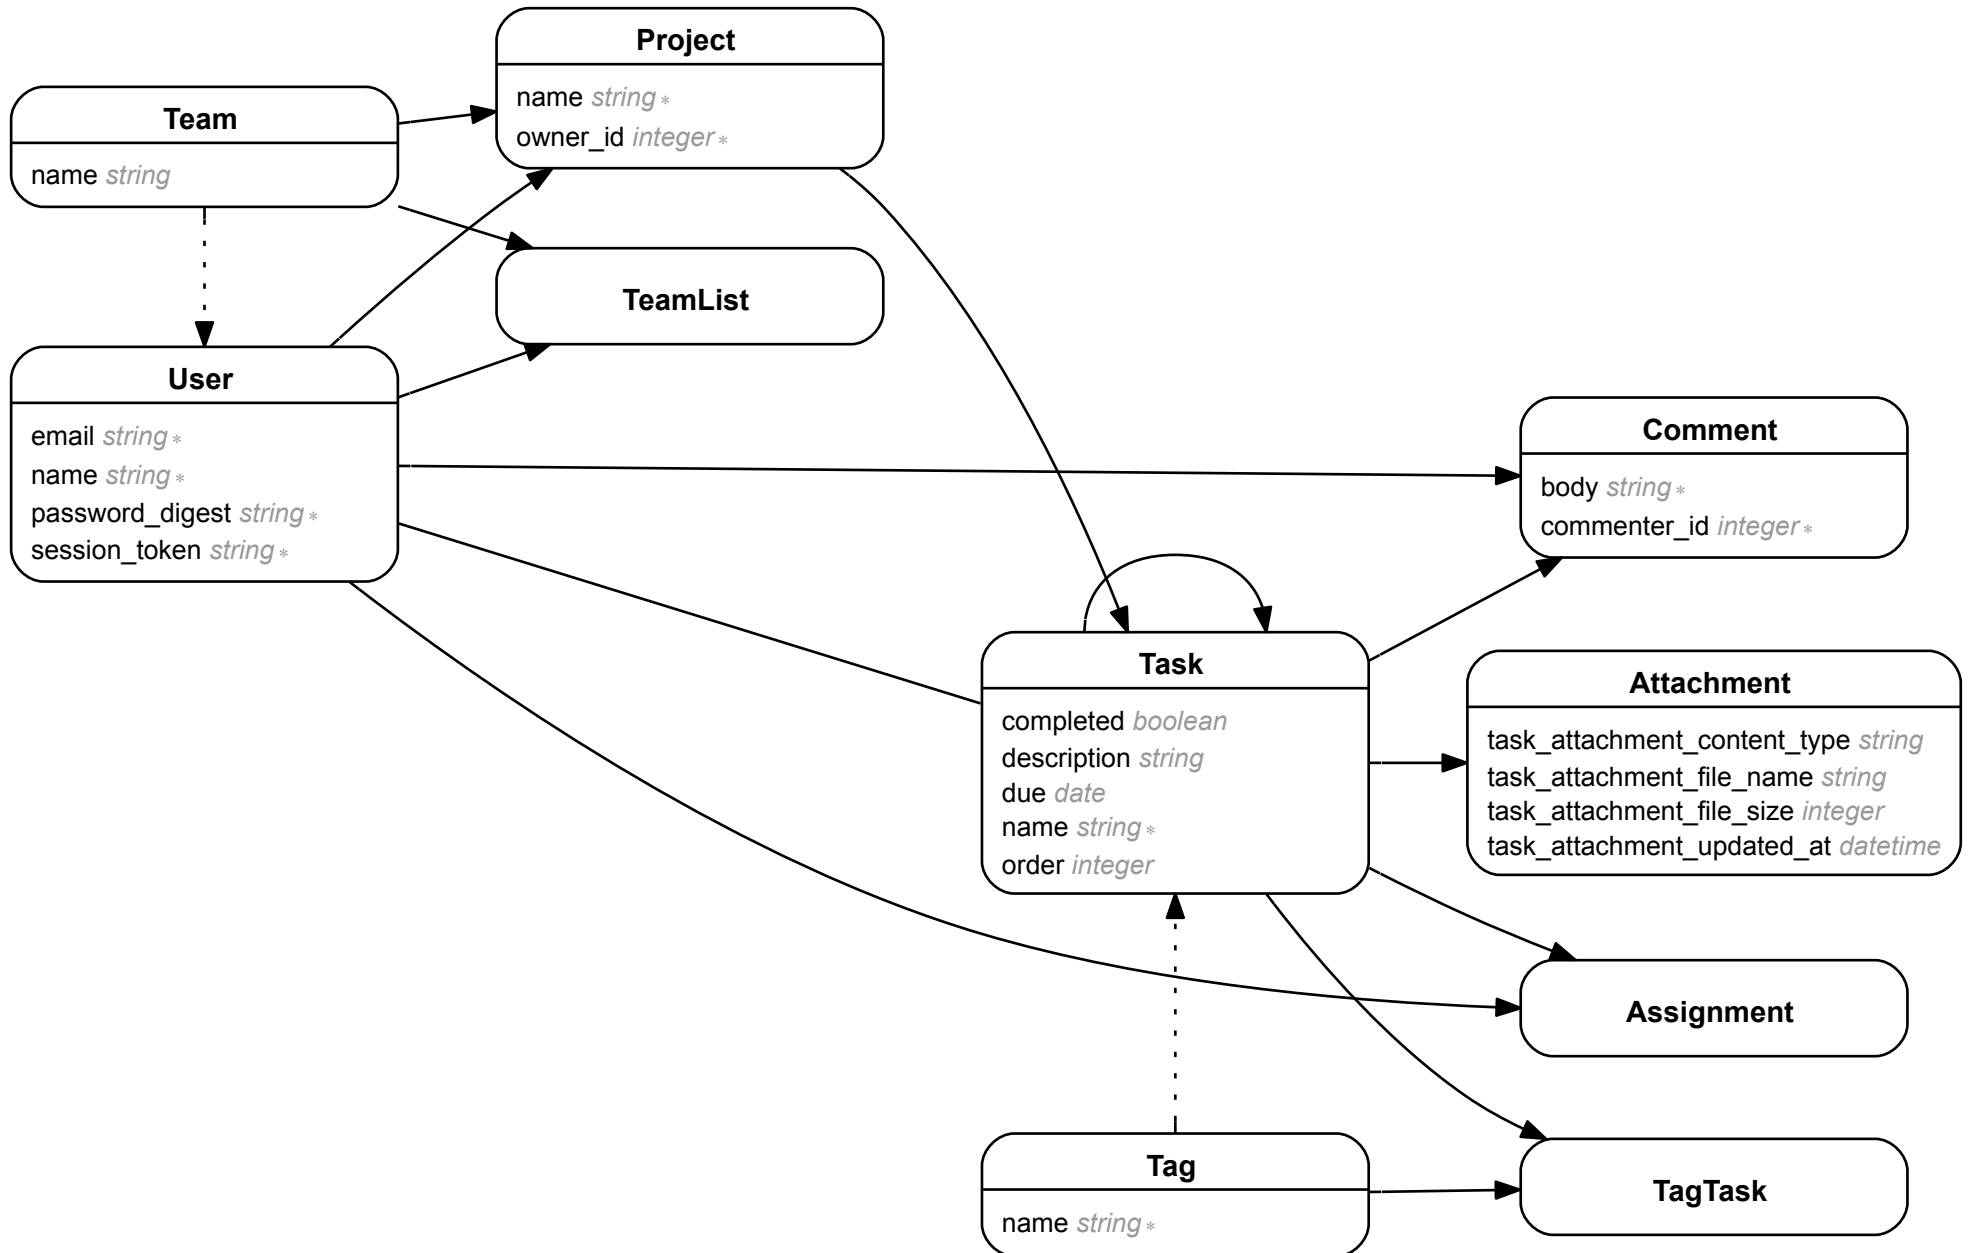 Project
name string *
owner_id integer *
Team
name string
TeamList
User
email string *
name string *
password_digest string *
session_token string *
Comment
body string *
commenter_id integer *
Task
completed boolean
description string
due date
name string *
order integer
Attachment
task_attachment_content_type string
task_attachment_file_name string
task_attachment_file_size integer
task_attachment_updated_at datetime
Assignment
Tag
name string *
TagTask